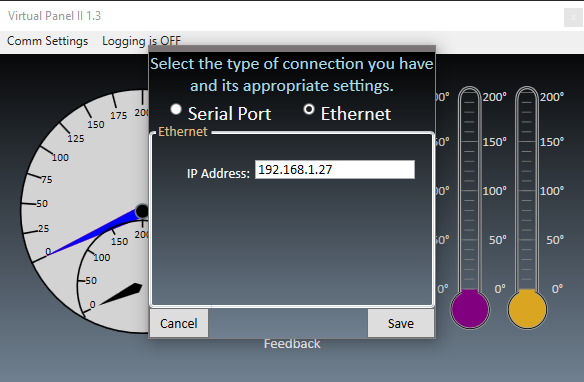 Virtual Panel II 1.3
x
Comm Settings Logging is OFF
Select the type of connection you have
and its appropriate settings.
Serial Port Ethernet
Ethernet
IP Address: 192.168.1.27
Cancel Save
Feedback
0
25
50
75
100
125
150
175
200
0
50
100
150
200
00°
200°
200°
50°
150°
150°
00°
100°
100°
50°
50°
50°
0°
0°
0°